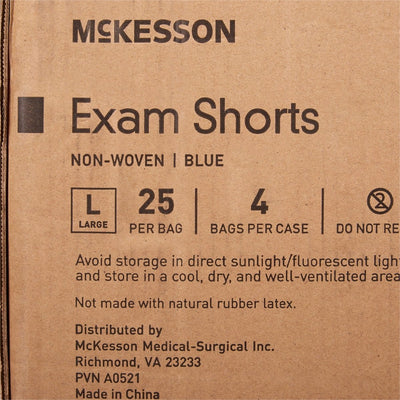 McKESSON
Exam Shorts
NON-WOVEN | BLUE
L
LARGE
25
PER BAG
4
BAGS PER CASE
2
DO NOT RE
Avoid storage in direct sunlight/fluorescent ligh
and store in a cool, dry, and well-ventilated area
Not made with natural rubber latex.
Distributed by
McKesson Medical-Surgical Inc.
Richmond, VA 23233
PVN A0521
Made in China